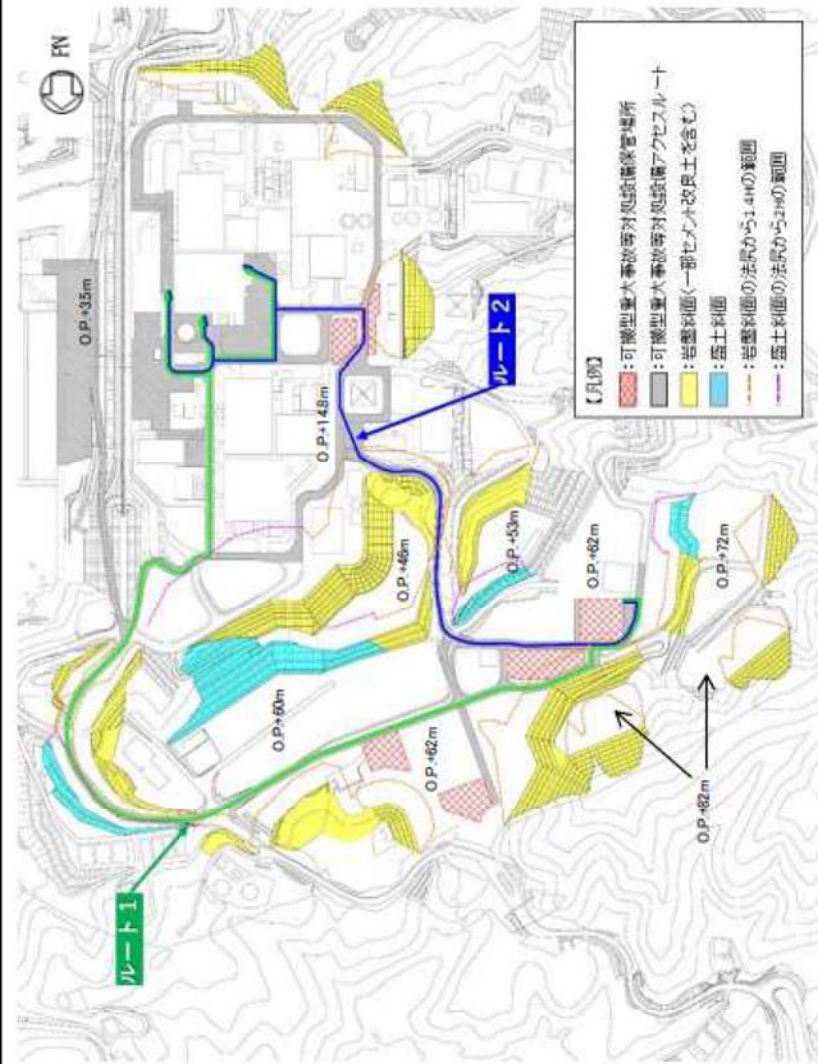 PN
O.P.+35m
O.P.+14.8m
ルート2
O.P.+46m
O.P.+53m
O.P.+62m
O.P.+72m
O.P.+60m
O.P.+62m
O.P.+82m
ルート1
【凡例】
：可搬型重大事故等対処設備保管場所
：可搬型重大事故等対処設備アクセスルート
：岩盤斜面(一部セメント改良土を含む)
：盛土斜面
：岩盤斜面の法尻から1.4Hの範囲
：盛土斜面の法尻から2Hの範囲